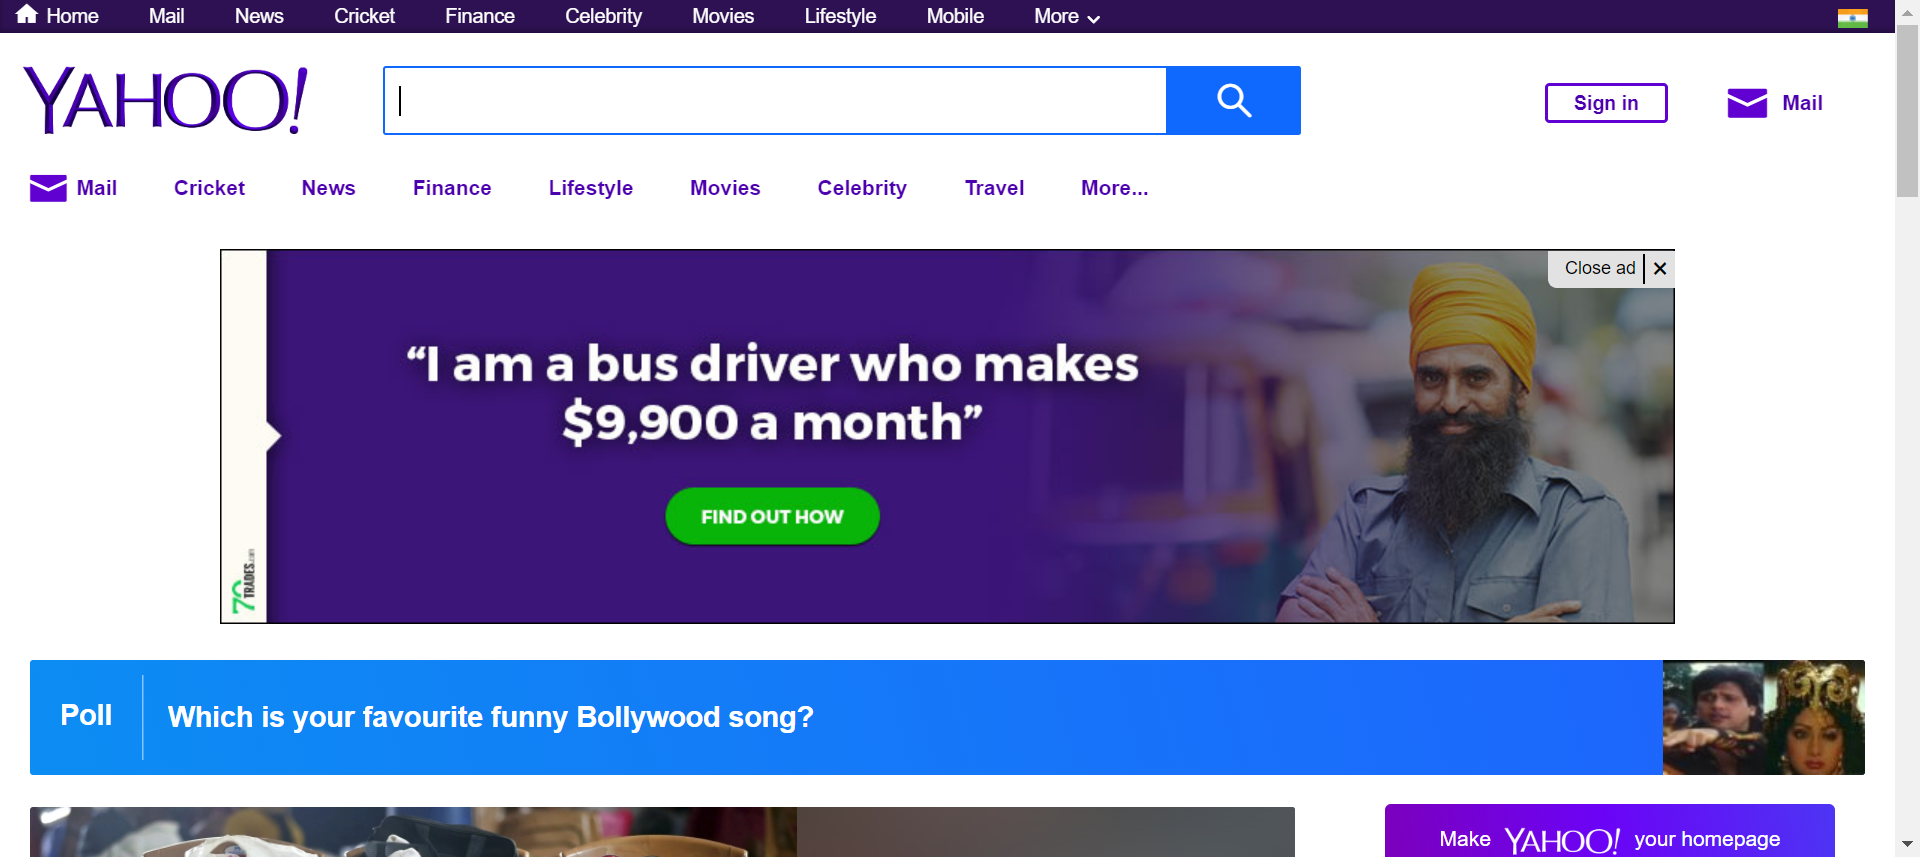 Home Mail News Cricket Finance Celebrity Movies Lifestyle Mobile More
YAHOO!
Sign in
Mail
Mail Cricket News Finance Lifestyle Movies Celebrity Travel More...
Close ad
“I am a bus driver who makes
$9,900 a month”
FIND OUT HOW
70TRADES.com
Poll
Which is your favourite funny Bollywood song?
Make YAHOO! your homepage